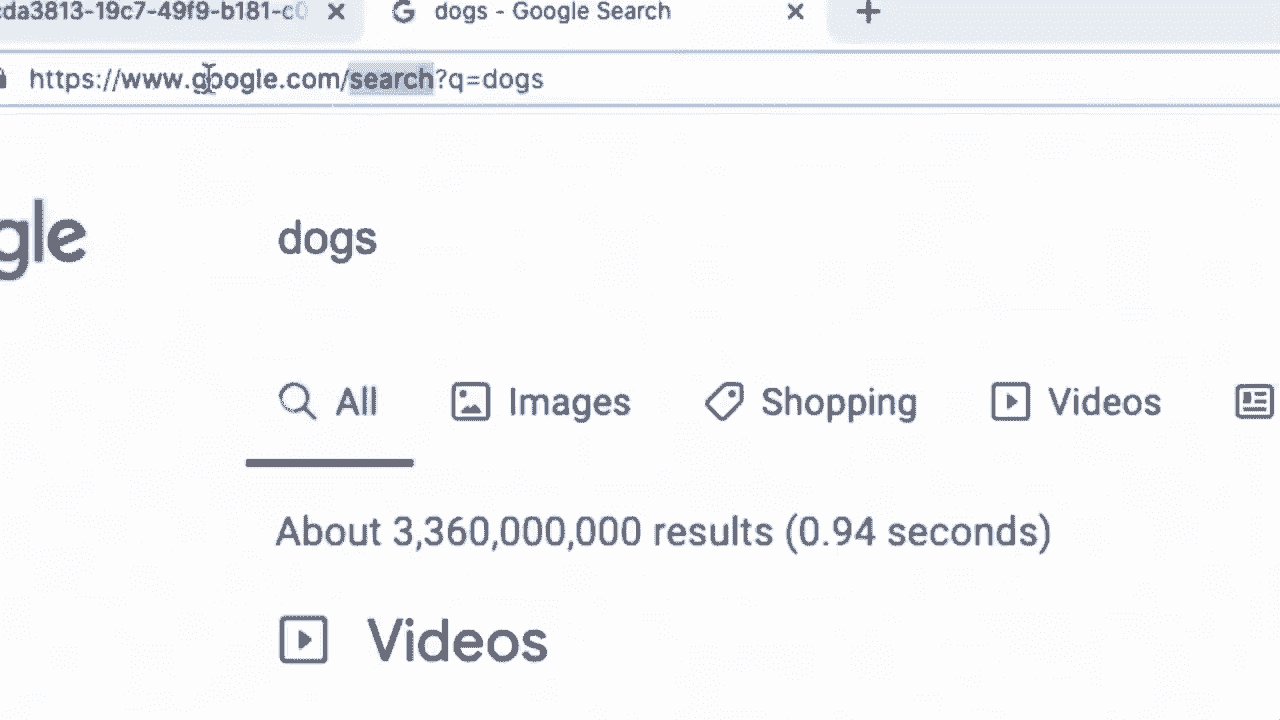 cda3813-19c7-49f9-b181-c0
dogs - Google Search
https://www.google.com/search?q=dogs
gle
dogs
All Images Shopping Videos
About 3,360,000,000 results (0.94 seconds)
Videos